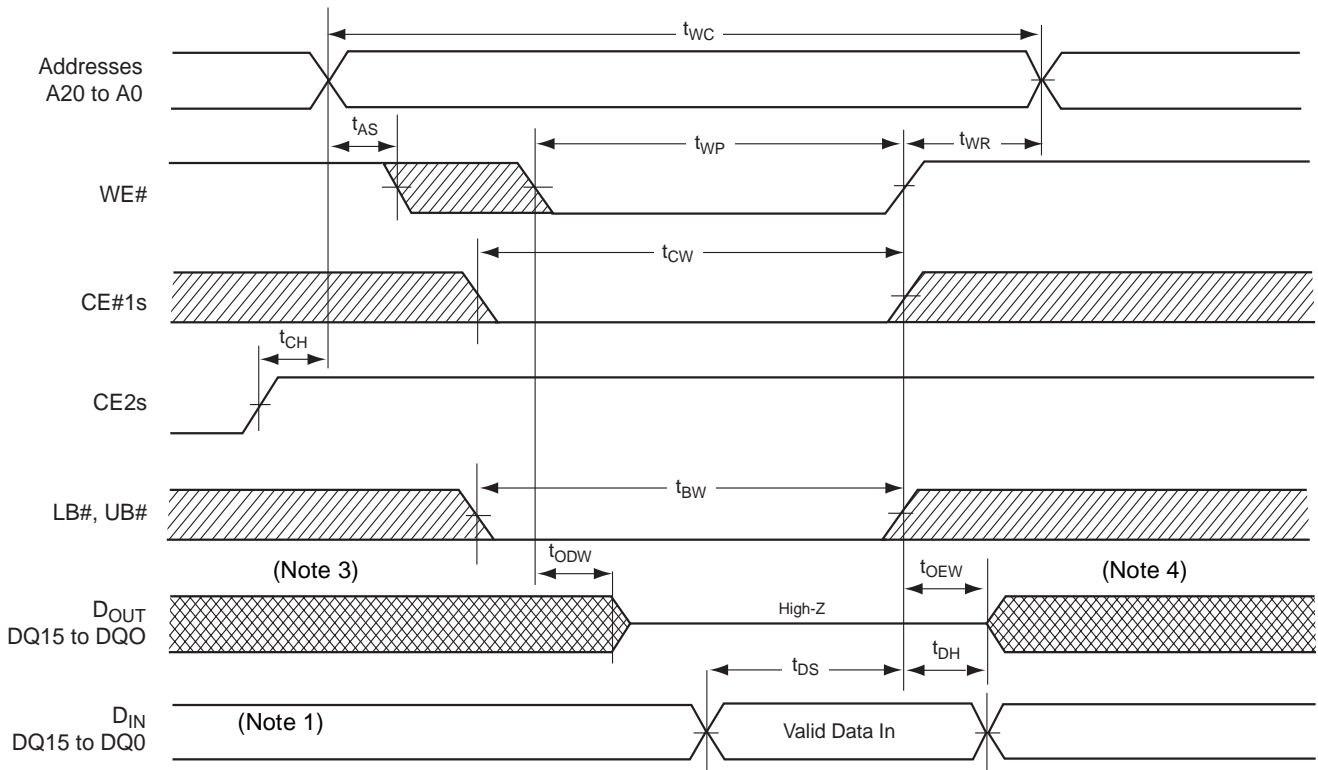 tWC
Addresses
A20 to A0
tAS
tWP
tWR
WE#
tCW
CE#1s
tCH
CE2s
tBW
LB#, UB#
tODW
tOEW
(Note 3)
(Note 4)
DOUT
DQ15 to DQO
High-Z
tDS
tDH
DIN
DQ15 to DQ0
(Note 1)
Valid Data In